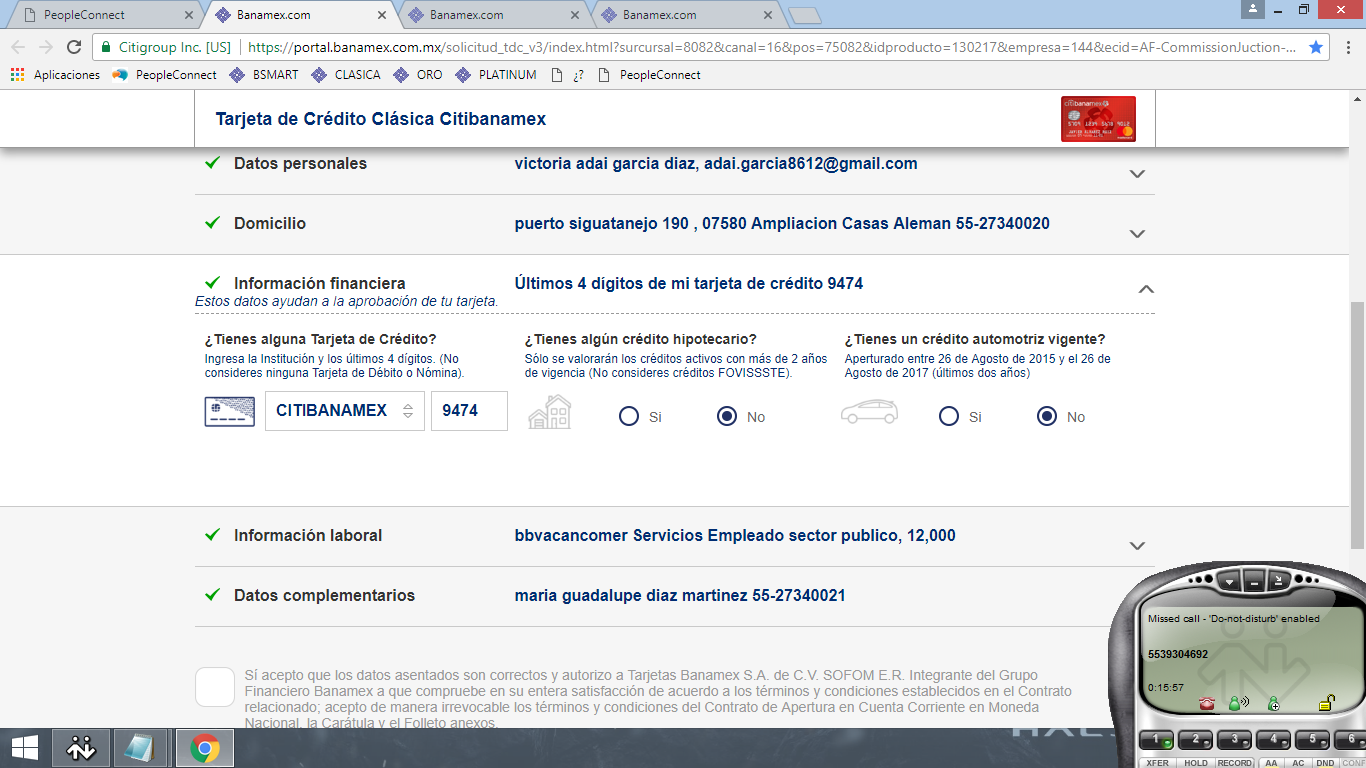 PeopleConnect
Banamex.com
Banamex.com
Banamex.com
Citigroup Inc. [US] https://portal.banamex.com.mx/solicitud_tdc_v3/index.html?surcursal=8082&canal=16&pos=75082&idproducto=130217&empresa=144&ecid=AF-CommissionJuction-...
Aplicaciones PeopleConnect BSMART CLASICA ORO PLATINUM ¿? PeopleConnect
Tarjeta de Crédito Clásica Citibanamex
citibanamex
Datos personales victoria adai garcia diaz, adai.garcia8612@gmail.com
Domicilio puerto siguatanejo 190 , 07580 Ampliacion Casas Aleman 55-27340020
Información financiera Últimos 4 dígitos de mi tarjeta de crédito 9474
Estos datos ayudan a la aprobación de tu tarjeta.
¿Tienes alguna Tarjeta de Crédito? ¿Tienes algún crédito hipotecario? ¿Tienes un crédito automotriz vigente?
Ingresa la Institución y los últimos 4 dígitos. (No Sólo se valorarán los créditos activos con más de 2 años Aperturado entre 26 de Agosto de 2015 y el 26 de
consideres ninguna Tarjeta de Débito o Nómina). de vigencia (No consideres créditos FOVISSSTE). Agosto de 2017 (últimos dos años)
CITIBANAMEX 9474 Si No Si No
Información laboral bbvacancomer Servicios Empleado sector publico, 12,000
Datos complementarios maria guadalupe diaz martinez 55-27340021
Sí acepto que los datos asentados son correctos y autorizo a Tarjetas Banamex S.A. de C.V. SOFOM E.R. Integrante del Grupo
Financiero Banamex a que compruebe en su entera satisfacción de acuerdo a los términos y condiciones establecidos en el Contrato
relacionado; acepto de manera irrevocable los términos y condiciones del Contrato de Apertura en Cuenta Corriente en Moneda
Nacional, la Carátula y el Folleto anexos.
Missed call - 'Do-not-disturb' enabled
5539304692
0:15:57
1 2 3 4 5 6
XFER HOLD RECORD AA AC DND CONF